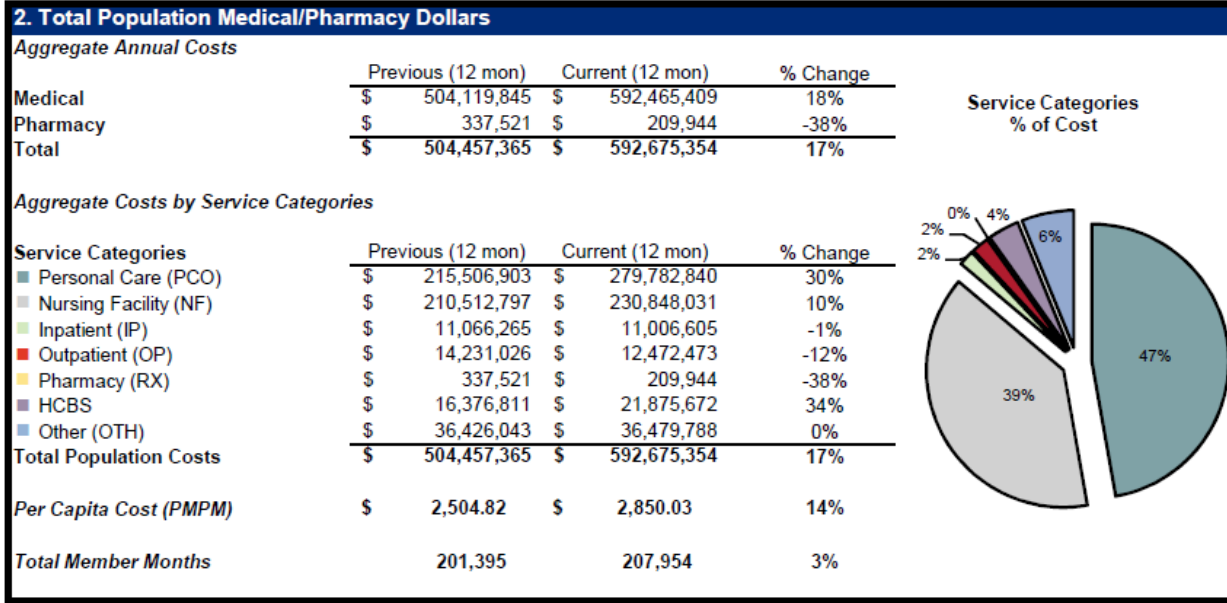 2. Total Population Medical/Pharmacy Dollars
Aggregate Annual Costs
Previous (12 mon) Current (12 mon) % Change
Medical $ 504,119,845 $ 592,465,409 18%
Pharmacy $ 337,521 $ 209,944 -38%
Total $ 504,457,365 $ 592,675,354 17%
Aggregate Costs by Service Categories
Service Categories Previous (12 mon) Current (12 mon) % Change
Personal Care (PCO) $ 215,506,903 $ 279,782,840 30%
Nursing Facility (NF) $ 210,512,797 $ 230,848,031 10%
Inpatient (IP) $ 11,066,265 $ 11,006,605 -1%
Outpatient (OP) $ 14,231,026 $ 12,472,473 -12%
Pharmacy (RX) $ 337,521 $ 209,944 -38%
HCBS $ 16,376,811 $ 21,875,672 34%
Other (OTH) $ 36,426,043 $ 36,479,788 0%
Total Population Costs $ 504,457,365 $ 592,675,354 17%
Per Capita Cost (PMPM) $ 2,504.82 $ 2,850.03 14%
Total Member Months 201,395 207,954 3%
Service Categories
% of Cost
0% 4%
2% 6%
2%
47%
39%